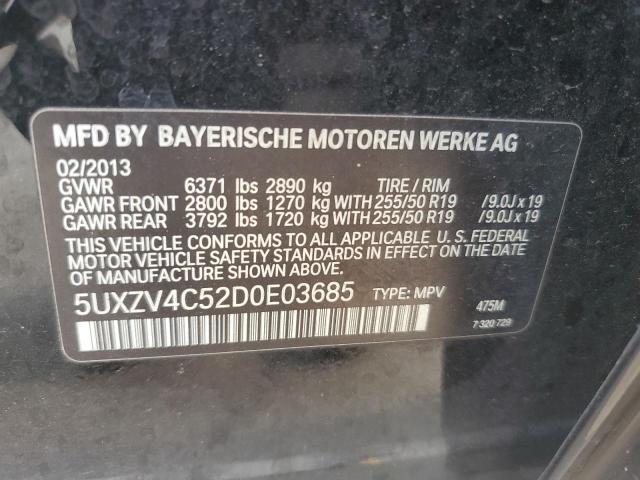 MFD BY BAYERISCHE MOTOREN WERKE AG
02/2013
GVWR 6371 lbs 2890 kg TIRE / RIM
GAWR FRONT 2800 lbs 1270 kg WITH 255/50 R19 /9.0J x 19
GAWR REAR 3792 lbs 1720 kg WITH 255/50 R19 /9.0J x 19
THIS VEHICLE CONFORMS TO ALL APPLICABLE U. S. FEDERAL
MOTOR VEHICLE SAFETY STANDARDS IN EFFECT ON THE DATE
OF MANUFACTURE SHOWN ABOVE.
5UXZV4C52D0E03685 TYPE: MPV 475M
7 320 729